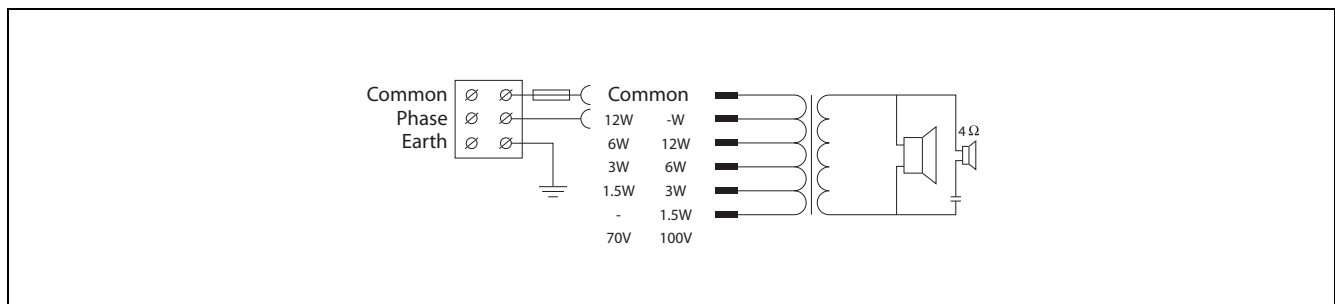 Common
Phase
Earth
Common
12W -W
6W 12W
3W 6W
1.5W 3W
- 1.5W
70V 100V
4 Ω